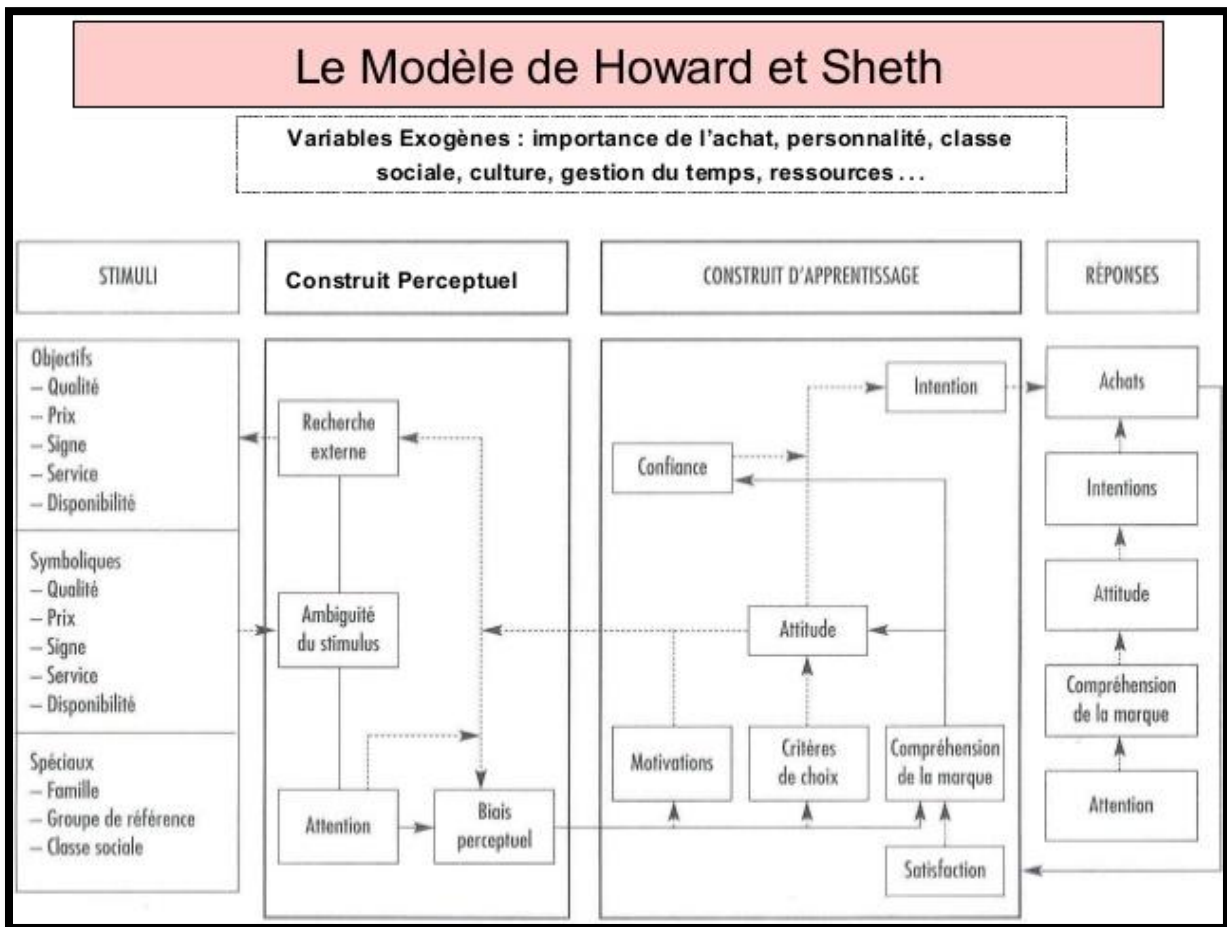 Le Modèle de Howard et Sheth
Variables Exogènes : importance de l'achat, personnalité, classe
sociale, culture, gestion du temps, ressources ...
STIMULI
Construit Perceptuel
CONSTRUIT D'APPRENTISSAGE
RÉPONSES
Objectifs
– Qualité
– Prix
– Signe
– Service
– Disponibilité
Symboliques
– Qualité
– Prix
– Signe
– Service
– Disponibilité
Spéciaux
– Famille
– Groupe de référence
– Classe sociale
Recherche
externe
Ambiguité
du stimulus
Attention
Biais
perceptuel
Intention
Confiance
Attitude
Motivations
Critères
de choix
Compréhension
de la marque
Satisfaction
Achats
Intentions
Attitude
Compréhension
de la marque
Attention